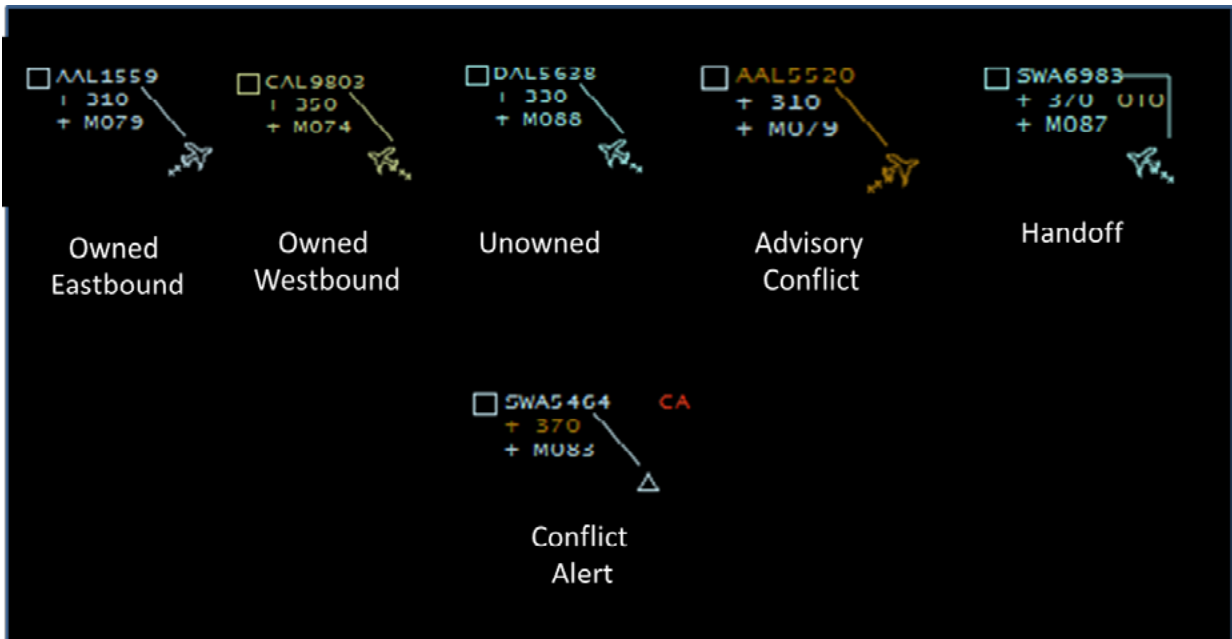 AAL1559
+ 310
+ M079
Owned
Eastbound
CAL9803
+ 350
+ M074
Owned
Westbound
DAL5638
+ 330
+ M088
Unowned
AAL5520
+ 310
+ M079
Advisory
Conflict
SWA6983
+ 370 OTO
+ M087
Handoff
SWA5464 CA
+ 370
+ M083
Conflict
Alert